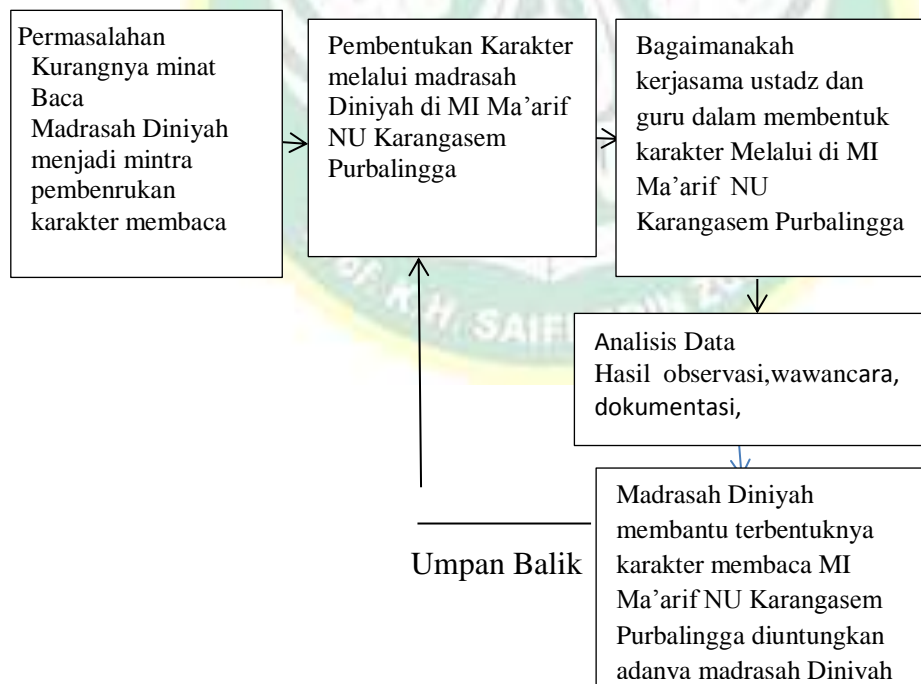 Permasalahan
Kurangnya minat
Baca
Madrasah Diniyah
menjadi mintra
pembenrukan
karakter membaca
Pembentukan Karakter
melalui madrasah
Diniyah di MI Ma’arif
NU Karangasem
Purbalingga
Bagaimanakah
kerjasama ustadz dan
guru dalam membentuk
karakter Melalui di MI
Ma’arif NU
Karangasem Purbalingga
K.H. SAIF
Analisis Data
Hasil observasi,wawancara,
dokumentasi,
Madrasah Diniyah
membantu terbentuknya
karakter membaca MI
Ma’arif NU Karangasem
Purbalingga diuntungkan
adanya madrasah Diniyah
Umpan Balik